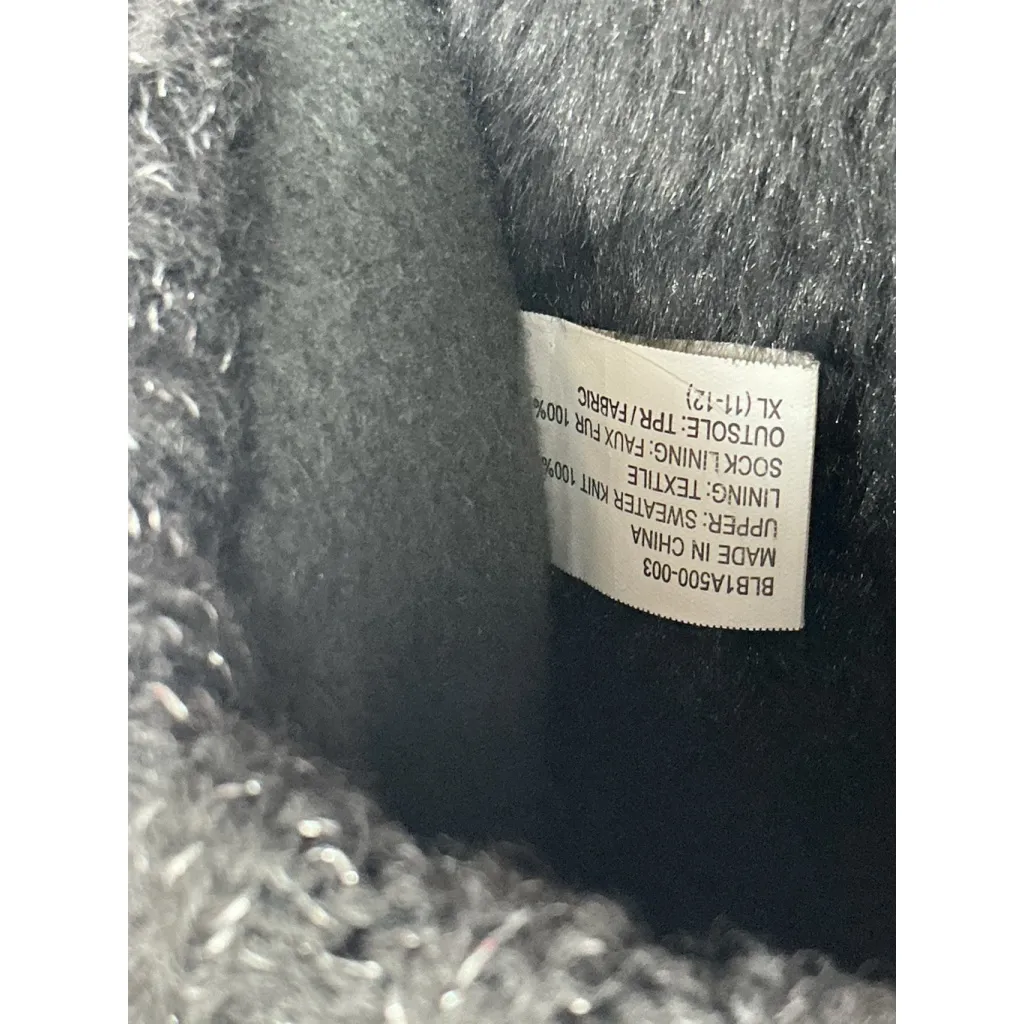 BLB1A500-003
MADE IN CHINA
UPPER: SWEATER KNIT 100%
LINING: TEXTILE
SOCK LINING: FAUX FUR 100%
OUTSOLE: TPR / FABRIC
XL (11-12)